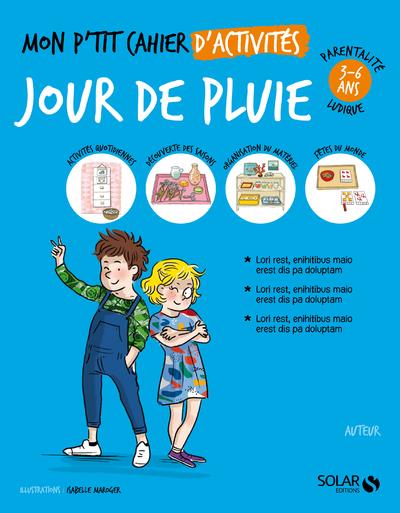 MON P'TIT CAHIER D'ACTIVITÉS
PARENTALITÉ
3-6
ANS
LUDIQUE
JOUR DE PLUIE
ACTIVITÉS QUOTIDIENNES
DÉCOUVERTE DES SAISONS
ORGANISATION DU MATÉRIEL
FÊTES DU MONDE
* Lori rest, enihitibus maio
erest dis pa doluptam
* Lori rest, enihitibus maio
erest dis pa doluptam
* Lori rest, enihitibus maio
erest dis pa doluptam
AUTEUR
ILLUSTRATIONS : ISABELLE MAROGER
SOLAR
EDITIONS